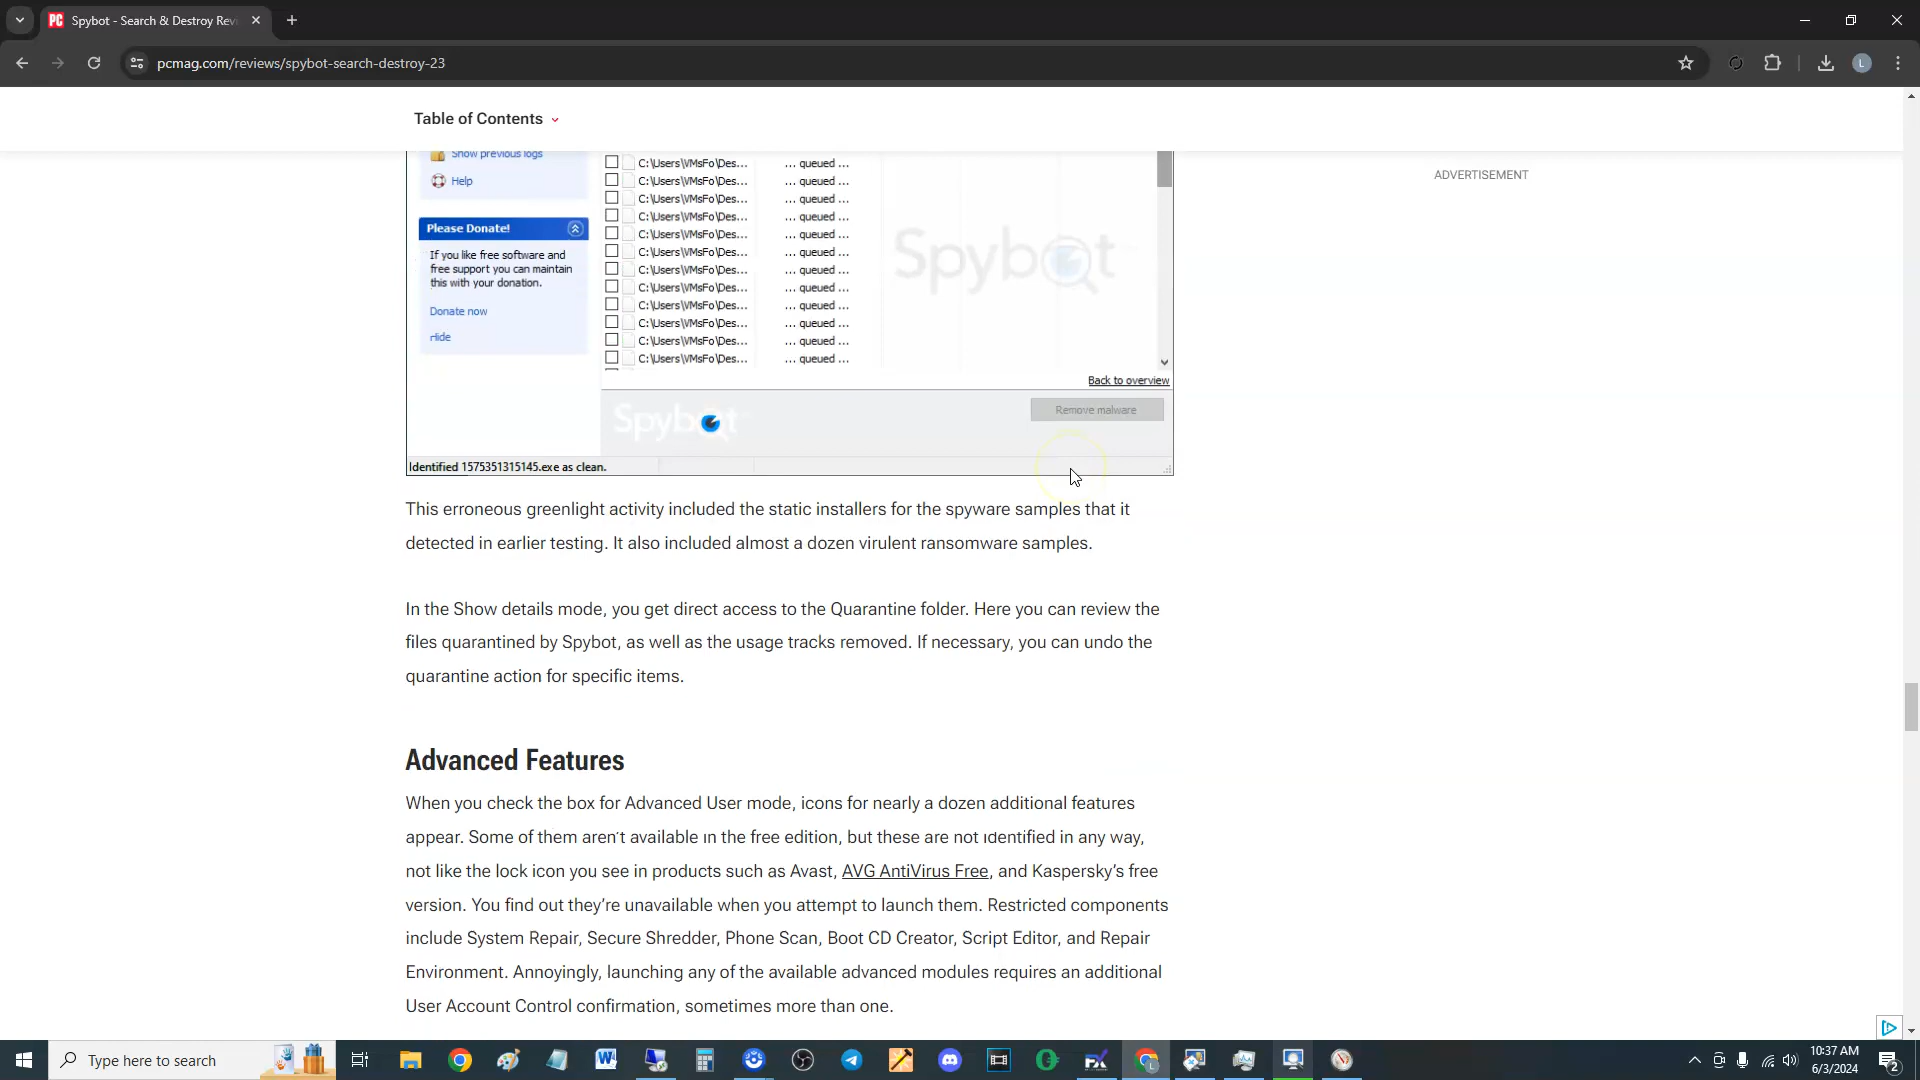 Spybot - Search & Destroy Rev
pcmag.com/reviews/spybot-search-destroy-23
L
Table of Contents
ADVERTISEMENT
Show previous logs
Help
Please Donate!
If you like free software and
free support you can maintain
this with your donation.
Donate now
Hide
C:\Users\VMsFo\Des... ... queued ...
C:\Users\VMsFo\Des... ... queued ...
C:\Users\VMsFo\Des... ... queued ...
C:\Users\VMsFo\Des... ... queued ...
C:\Users\VMsFo\Des... ... queued ...
C:\Users\VMsFo\Des... ... queued ...
C:\Users\VMsFo\Des... ... queued ...
C:\Users\VMsFo\Des... ... queued ...
C:\Users\VMsFo\Des... ... queued ...
C:\Users\VMsFo\Des... ... queued ...
C:\Users\VMsFo\Des... ... queued ...
C:\Users\VMsFo\Des... ... queued ...
Spybot
Back to overview
Spybot
Remove malware
Identified 1575351315145.exe as clean.
This erroneous greenlight activity included the static installers for the spyware samples that it
detected in earlier testing. It also included almost a dozen virulent ransomware samples.
In the Show details mode, you get direct access to the Quarantine folder. Here you can review the
files quarantined by Spybot, as well as the usage tracks removed. If necessary, you can undo the
quarantine action for specific items.
Advanced Features
When you check the box for Advanced User mode, icons for nearly a dozen additional features
appear. Some of them aren't available in the free edition, but these are not identified in any way,
not like the lock icon you see in products such as Avast, AVG AntiVirus Free, and Kaspersky's free
version. You find out they're unavailable when you attempt to launch them. Restricted components
include System Repair, Secure Shredder, Phone Scan, Boot CD Creator, Script Editor, and Repair
Environment. Annoyingly, launching any of the available advanced modules requires an additional
User Account Control confirmation, sometimes more than one.
Type here to search
10:37 AM
6/3/2024
2